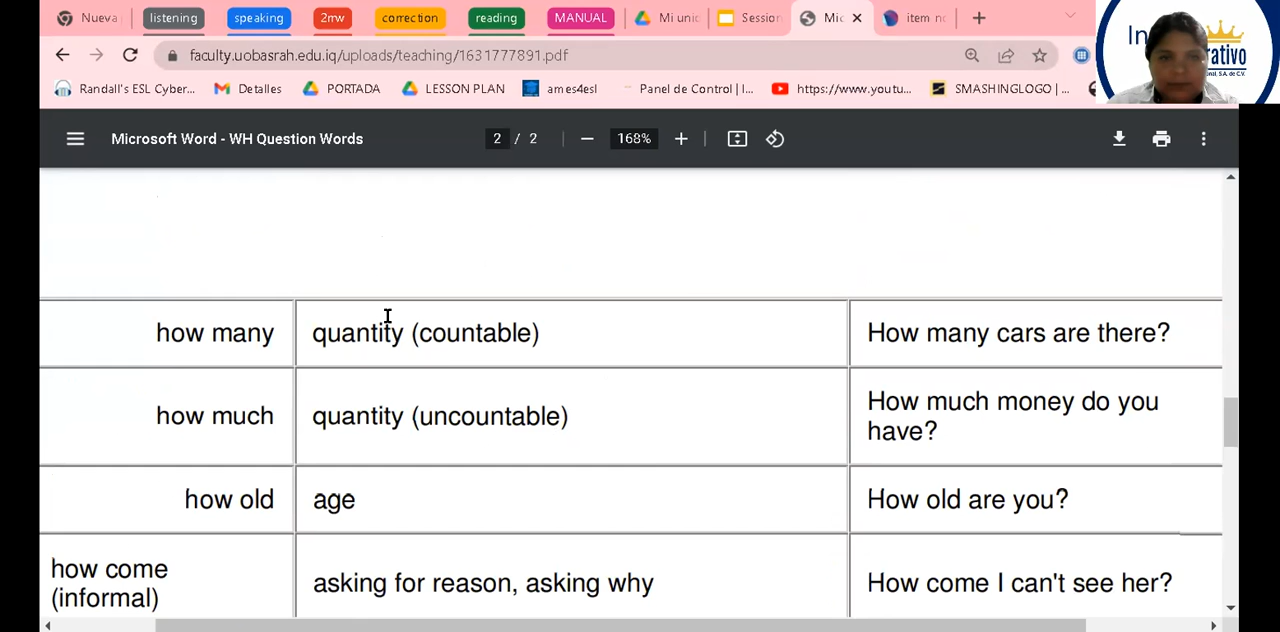 Nueva
listening
speaking
2mw
correction
reading
MANUAL
Mi uni
Session
Mic
item no
faculty.uobasrah.edu.iq/uploads/teaching/1631777891.pdf
Randall's ESL Cyber...
Detalles
PORTADA
LESSON PLAN
ames4esl
Panel de Control | I...
https://www.youtu...
SMASHINGLOGO | ...
Microsoft Word - WH Question Words
2 / 2
168%
how many quantity (countable) How many cars are there?
how much quantity (uncountable) How much money do you
have?
how old age How old are you?
how come
(informal) asking for reason, asking why How come I can't see her?